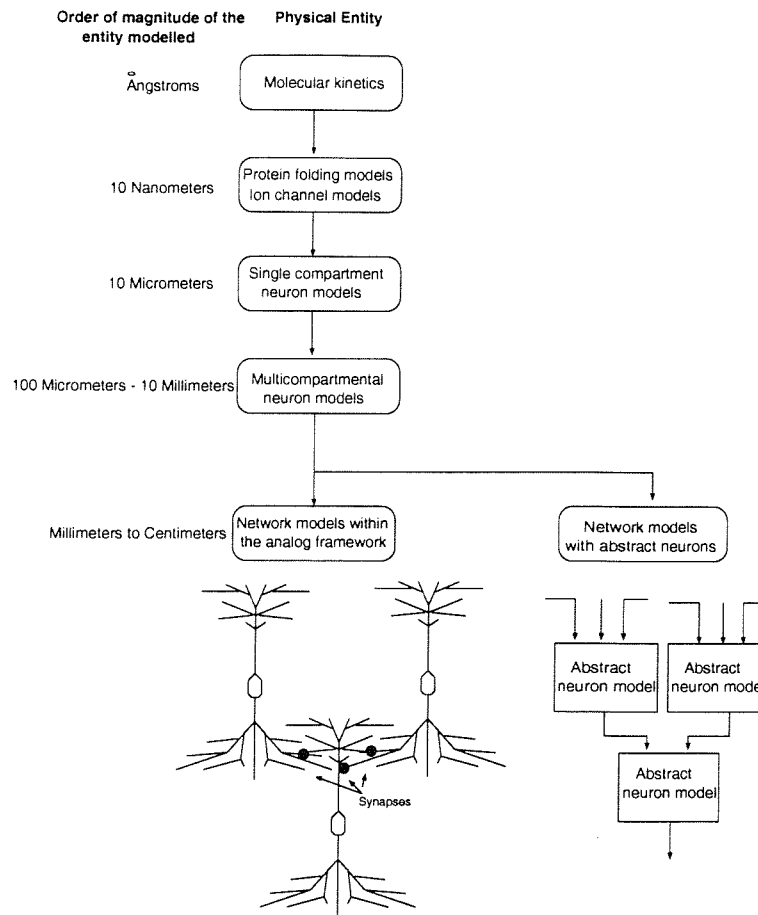 Order of magnitude of the
entity modelled
Physical Entity
Ångstroms
Molecular kinetics
10 Nanometers
Protein folding models
Ion channel models
10 Micrometers
Single compartment
neuron models
100 Micrometers - 10 Millimeters
Multicompartmental
neuron models
Millimeters to Centimeters
Network models within
the analog framework
Network models
with abstract neurons
Abstract
neuron model
Abstract
neuron model
Abstract
neuron model
Synapses